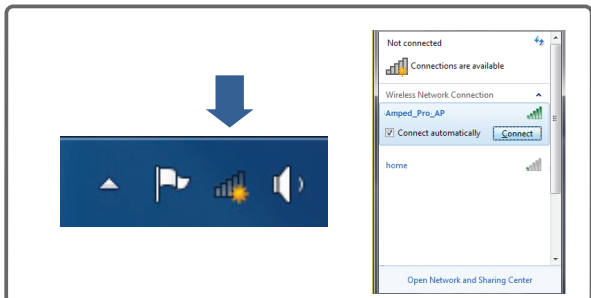 Not connected
Connections are available
Wireless Network Connection
Amped_Pro_AP
Connect automatically
Connect
home
Open Network and Sharing Center